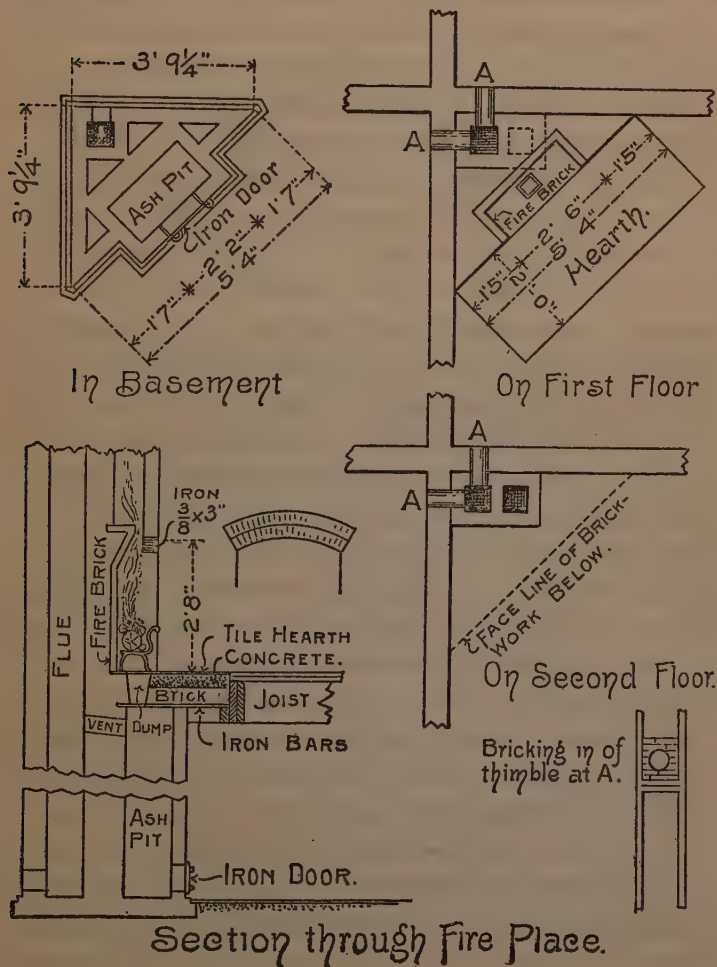 3' 9¼"
3' 9¼"
ASH PIT
Iron Door
1'7"
2' 2"
1'7"
5' 4"
In Basement
A
A
FIRE BRICK
1'5"
2' 6"
1'5"
5' 4"
2' 0"
Hearth.
On First Floor
IRON
⅜ x 3"
FLUE
FIRE BRICK
2' 8"
TILE HEARTH
CONCRETE.
BRICK
JOIST
VENT
DUMP
IRON BARS
ASH
PIT
IRON DOOR.
A
A
FACE LINE OF BRICK-
WORK BELOW.
On Second Floor.
Bricking in of
thimble at A.
Section through Fire Place.